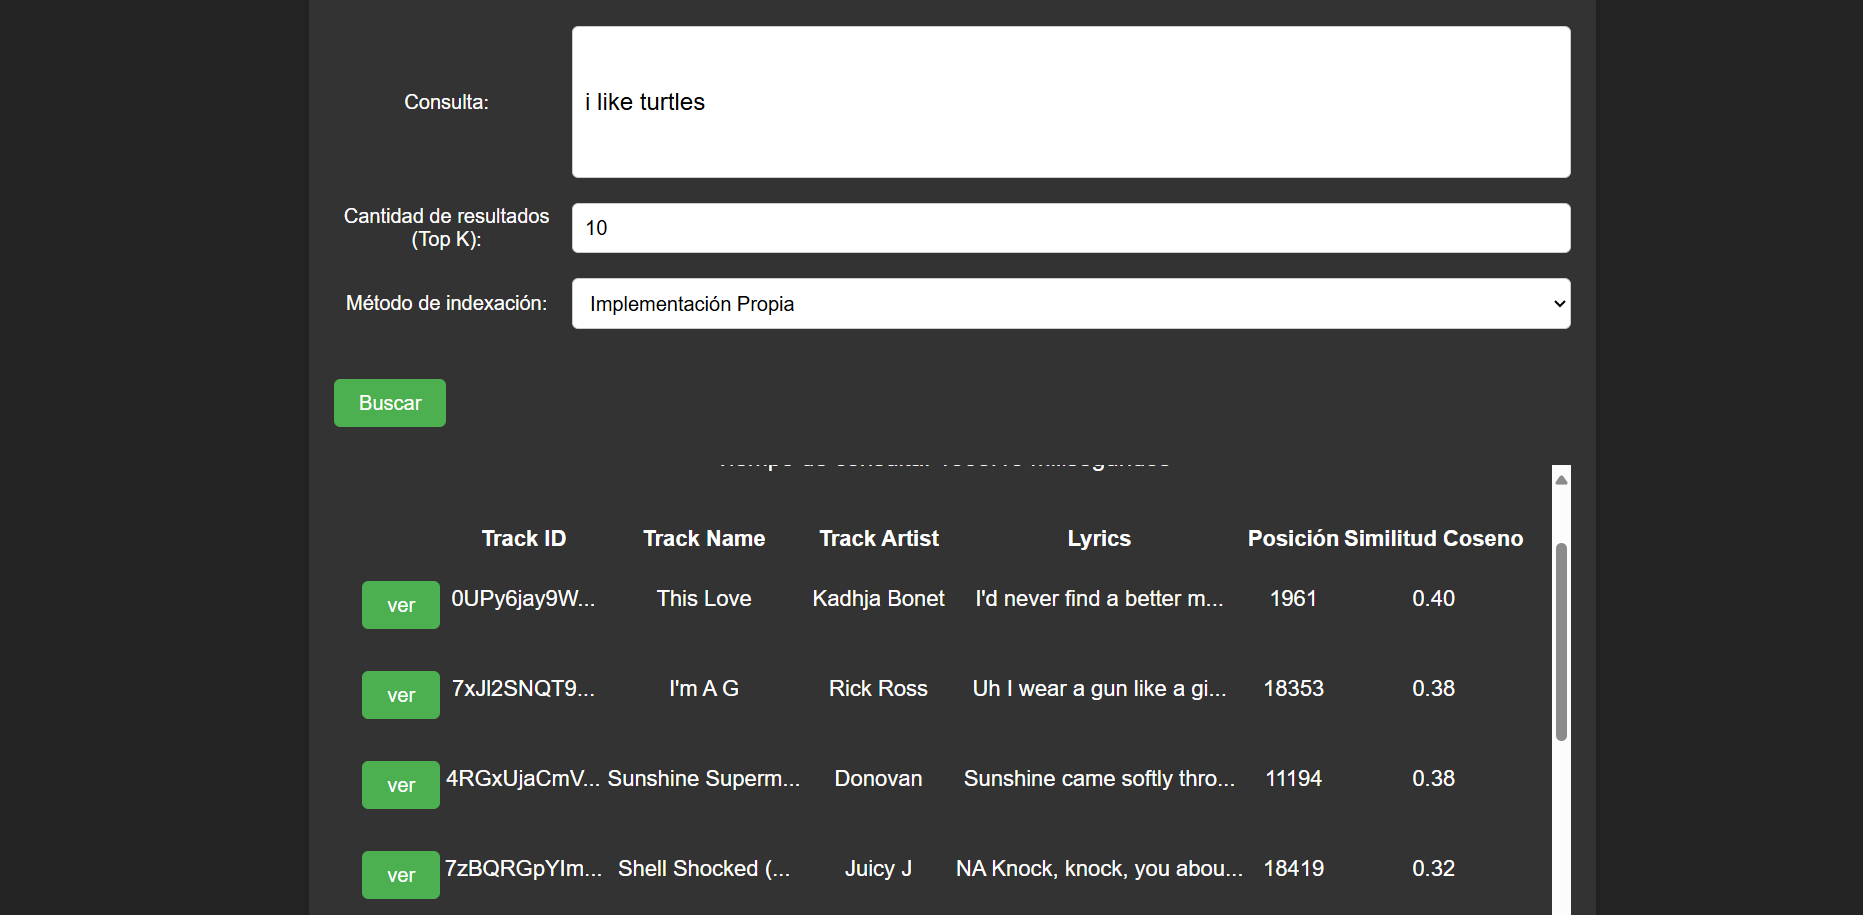 Consulta:
i like turtles
Cantidad de resultados
(Top K):
10
Método de indexación:
Implementación Propia
Buscar
Track ID Track Name Track Artist Lyrics Posición Similitud Coseno
ver 0UPy6jay9W... This Love Kadhja Bonet I'd never find a better m... 1961 0.40
ver 7xJl2SNQT9... I'm A G Rick Ross Uh I wear a gun like a gi... 18353 0.38
ver 4RGxUjaCmV... Sunshine Superm... Donovan Sunshine came softly thro... 11194 0.38
ver 7zBQRGpYIm... Shell Shocked (... Juicy J NA Knock, knock, you abou... 18419 0.32